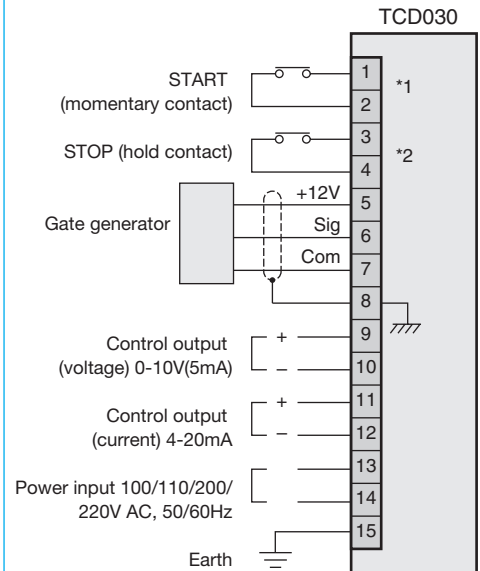 TCD030
START
(momentary contact)
1
2
*1
STOP (hold contact)
3
4
*2
Gate generator
+12V
5
Sig
6
Com
7
8
Control output
(voltage) 0-10V(5mA)
+
9
–
10
Control output
(current) 4-20mA
+
11
–
12
Power input 100/110/200/
220V AC, 50/60Hz
13
14
15
Earth